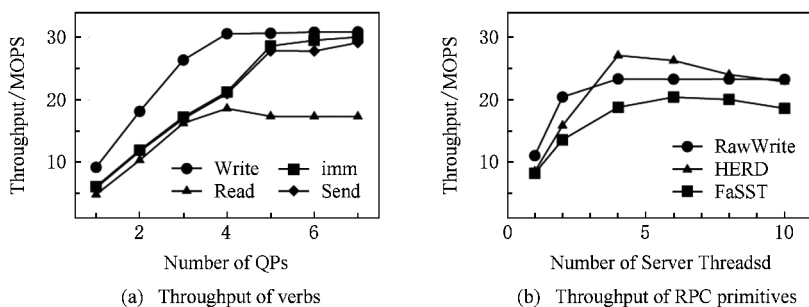 Throughput/MOPS
30
20
10
Write
imm
Read
Send
2
4
6
Number of QPs
(a) Throughput of verbs
Throughput/MOPS
30
20
10
RawWrite
HERD
FaSST
0
5
10
Number of Server Threadsd
(b) Throughput of RPC primitives